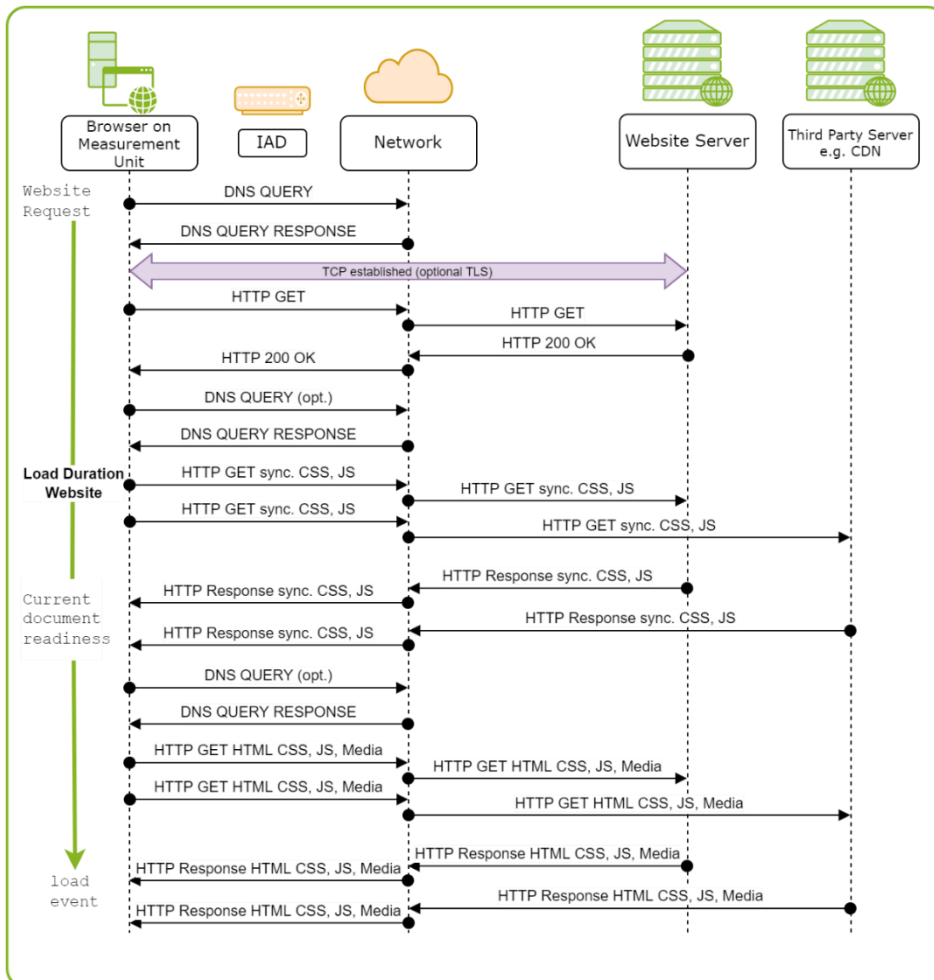 Browser on
Measurement
Unit
IAD
Network
Website Server
Third Party Server
e.g. CDN
Website
Request
DNS QUERY
DNS QUERY RESPONSE
TCP established (optional TLS)
HTTP GET
HTTP GET
HTTP 200 OK
HTTP 200 OK
DNS QUERY (opt.)
DNS QUERY RESPONSE
Load Duration
Website
HTTP GET sync. CSS, JS
HTTP GET sync. CSS, JS
HTTP GET sync. CSS, JS
HTTP GET sync. CSS, JS
HTTP Response sync. CSS, JS
HTTP Response sync. CSS, JS
Current
document
readiness
HTTP Response sync. CSS, JS
HTTP Response sync. CSS, JS
DNS QUERY (opt.)
DNS QUERY RESPONSE
HTTP GET HTML CSS, JS, Media
HTTP GET HTML CSS, JS, Media
HTTP GET HTML CSS, JS, Media
HTTP GET HTML CSS, JS, Media
HTTP Response HTML CSS, JS, Media
HTTP Response HTML CSS, JS, Media
load
event
HTTP Response HTML CSS, JS, Media
HTTP Response HTML CSS, JS, Media